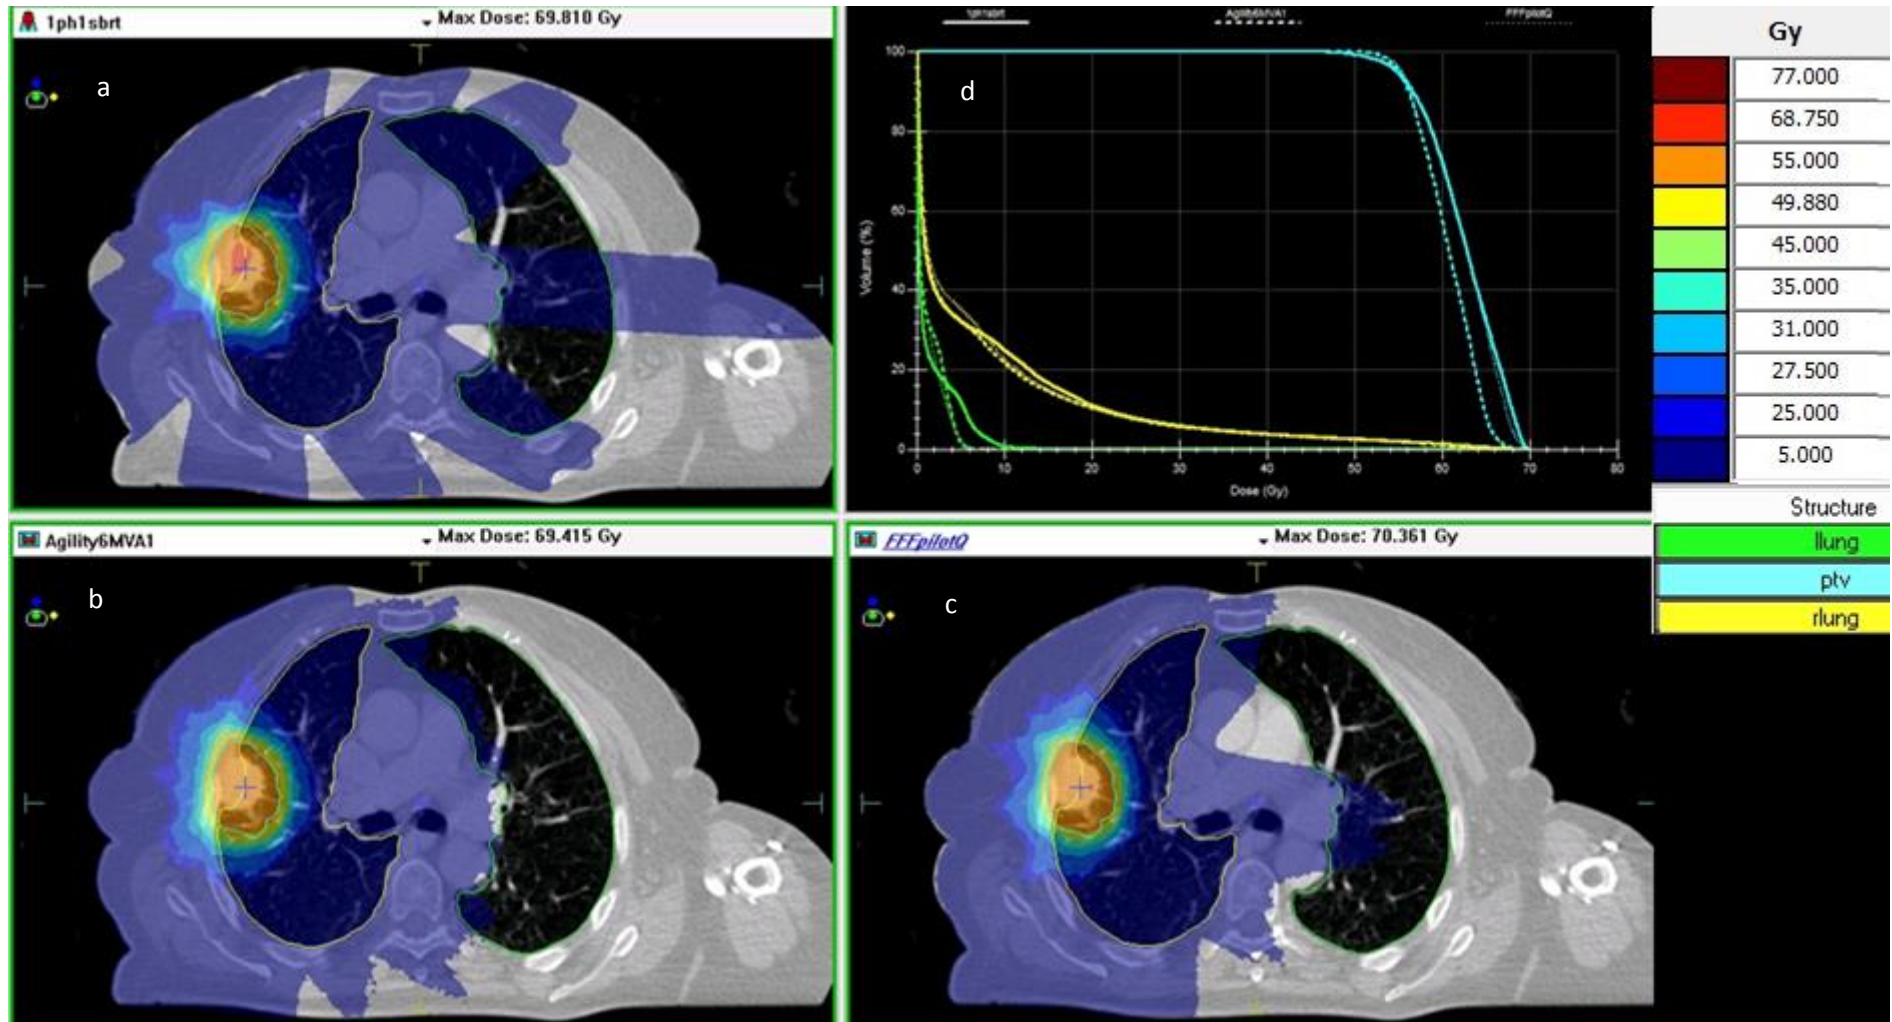 1ph1sbrt
Max Dose: 69.810 Gy
a
1ph1sbrt
Agility6MVA1
FFFpilotQ
d
100
80
60
40
20
0
Volume (%)
0 10 20 30 40 50 60 70 80
Dose (Gy)
Gy
77.000
68.750
55.000
49.880
45.000
35.000
31.000
27.500
25.000
5.000
Structure
llung
ptv
rlung
Agility6MVA1
Max Dose: 69.415 Gy
b
FFFpilotQ
Max Dose: 70.361 Gy
c